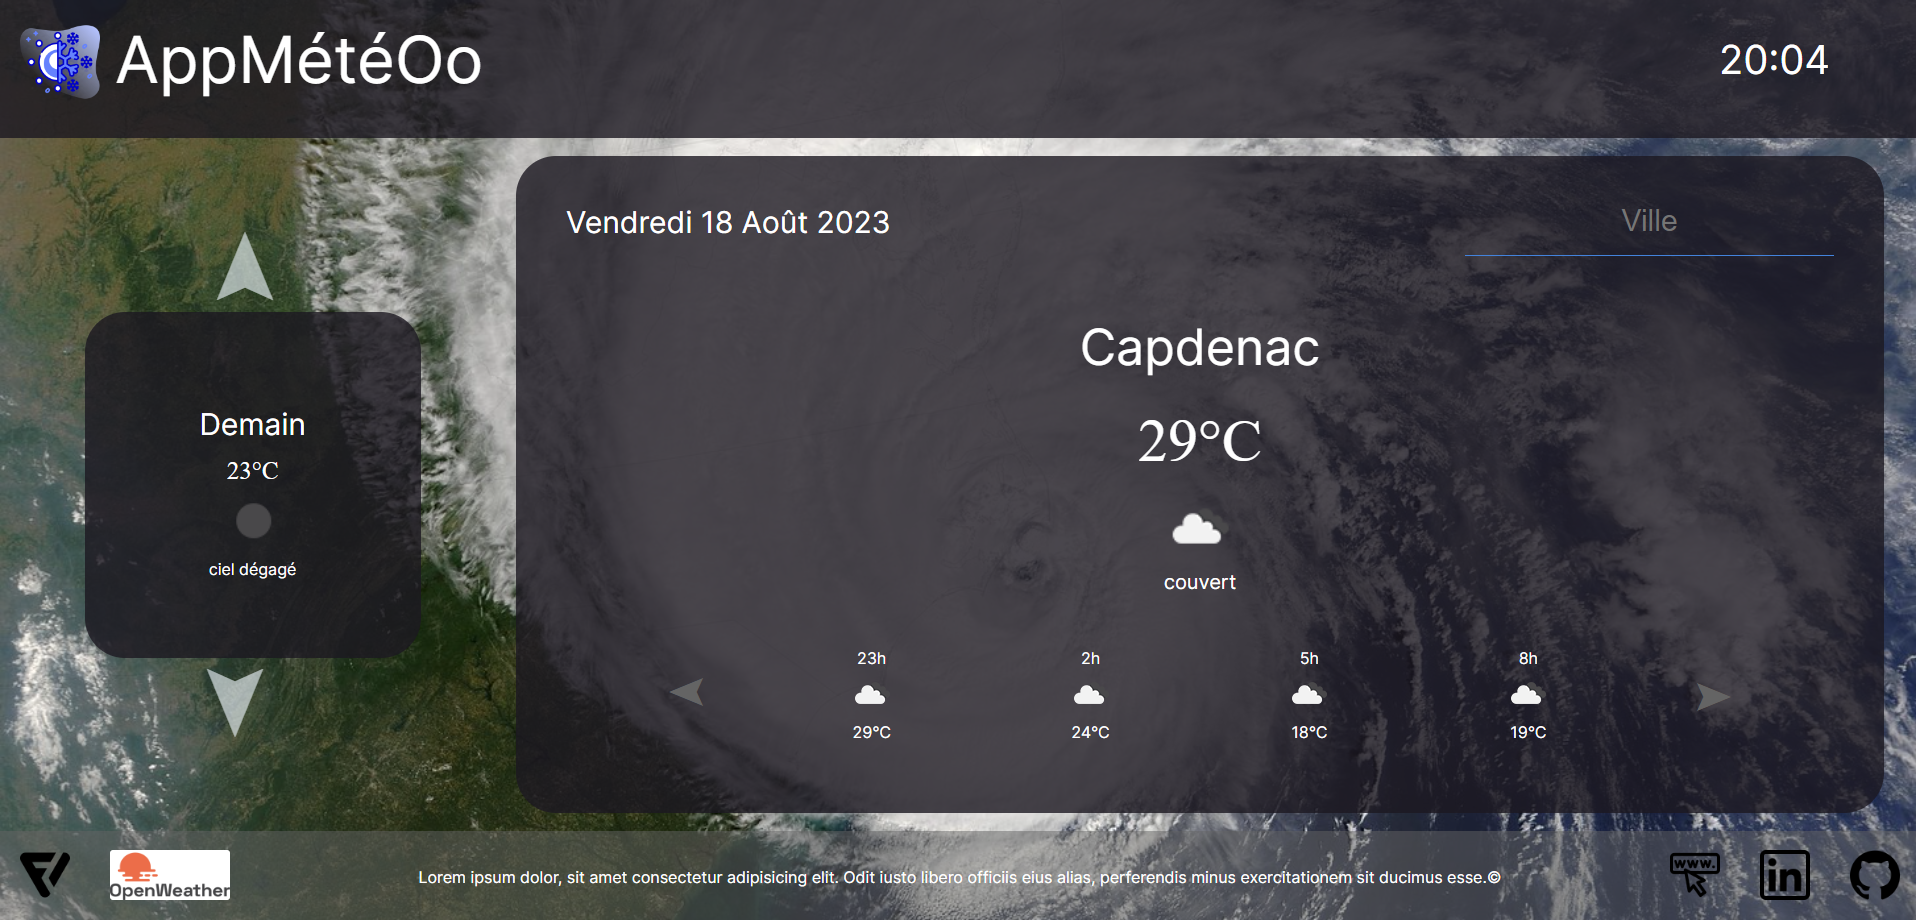 AppMétéOo
20:04
Vendredi 18 Août 2023
Ville
Capdenac
29°C
couvert
23h
2h
5h
8h
29°C
24°C
18°C
19°C
Demain
23°C
ciel dégagé
OpenWeather
Lorem ipsum dolor, sit amet consectetur adipisicing elit. Odit iusto libero officiis eius alias, perferendis minus exercitationem sit ducimus esse.©
www.
in